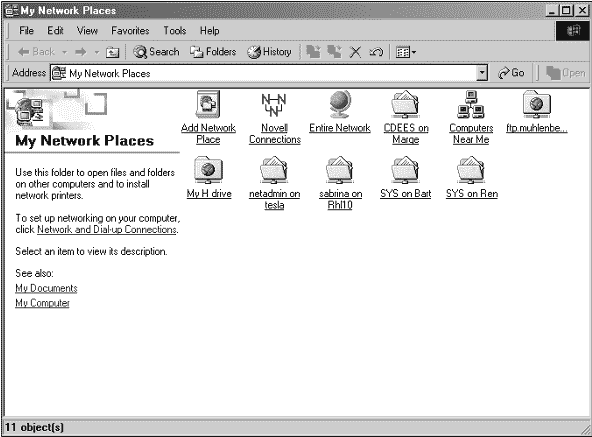 My Network Places
File Edit View Favorites Tools Help
Back Search Folders History
Address My Network Places Go Open
My Network Places
Use this folder to open files and folders
on other computers and to install
network printers.
To set up networking on your computer,
click Network and Dial-up Connections.
Select an item to view its description.
See also:
My Documents
My Computer
Add Network
Place
Novell
Connections
Entire Network
CDEES on
Marge
Computers
Near Me
ftp.muhlenbe...
My H drive
netadmin on
tesla
sabrina on
Rhl10
SYS on Bart
SYS on Ren
11 object(s)